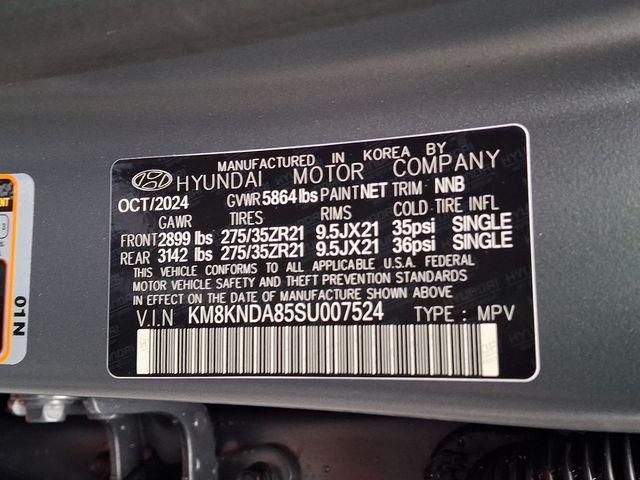 MANUFACTURED IN KOREA BY
HYUNDAI MOTOR COMPANY
OCT/2024 GVWR 5864 lbs PAINT NET TRIM NNB
GAWR TIRES RIMS COLD TIRE INFL
FRONT 2899 lbs 275/35ZR21 9.5JX21 35psi SINGLE
REAR 3142 lbs 275/35ZR21 9.5JX21 36psi SINGLE
THIS VEHICLE CONFORMS TO ALL APPLICABLE U.S.A. FEDERAL
MOTOR VEHICLE SAFETY AND THEFT PREVENTION STANDARDS
IN EFFECT ON THE DATE OF MANUFACTURE SHOWN ABOVE
V.I.N KM8KNDA85SU007524 TYPE : MPV
01N
3